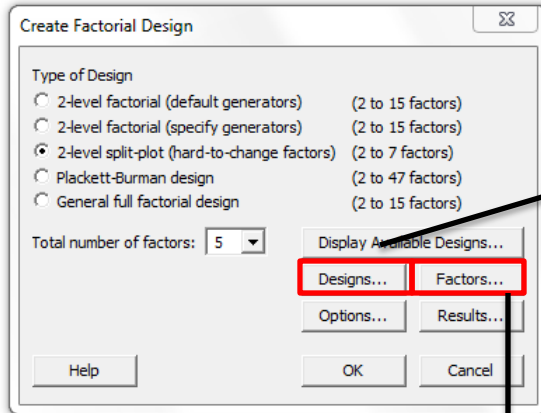 Create Factorial Design
Type of Design
2-level factorial (default generators) (2 to 15 factors)
2-level factorial (specify generators) (2 to 15 factors)
2-level split-plot (hard-to-change factors) (2 to 7 factors)
Plackett-Burman design (2 to 47 factors)
General full factorial design (2 to 15 factors)
Total number of factors: 5 Display Available Designs...
Designs... Factors...
Options... Results...
Help OK Cancel